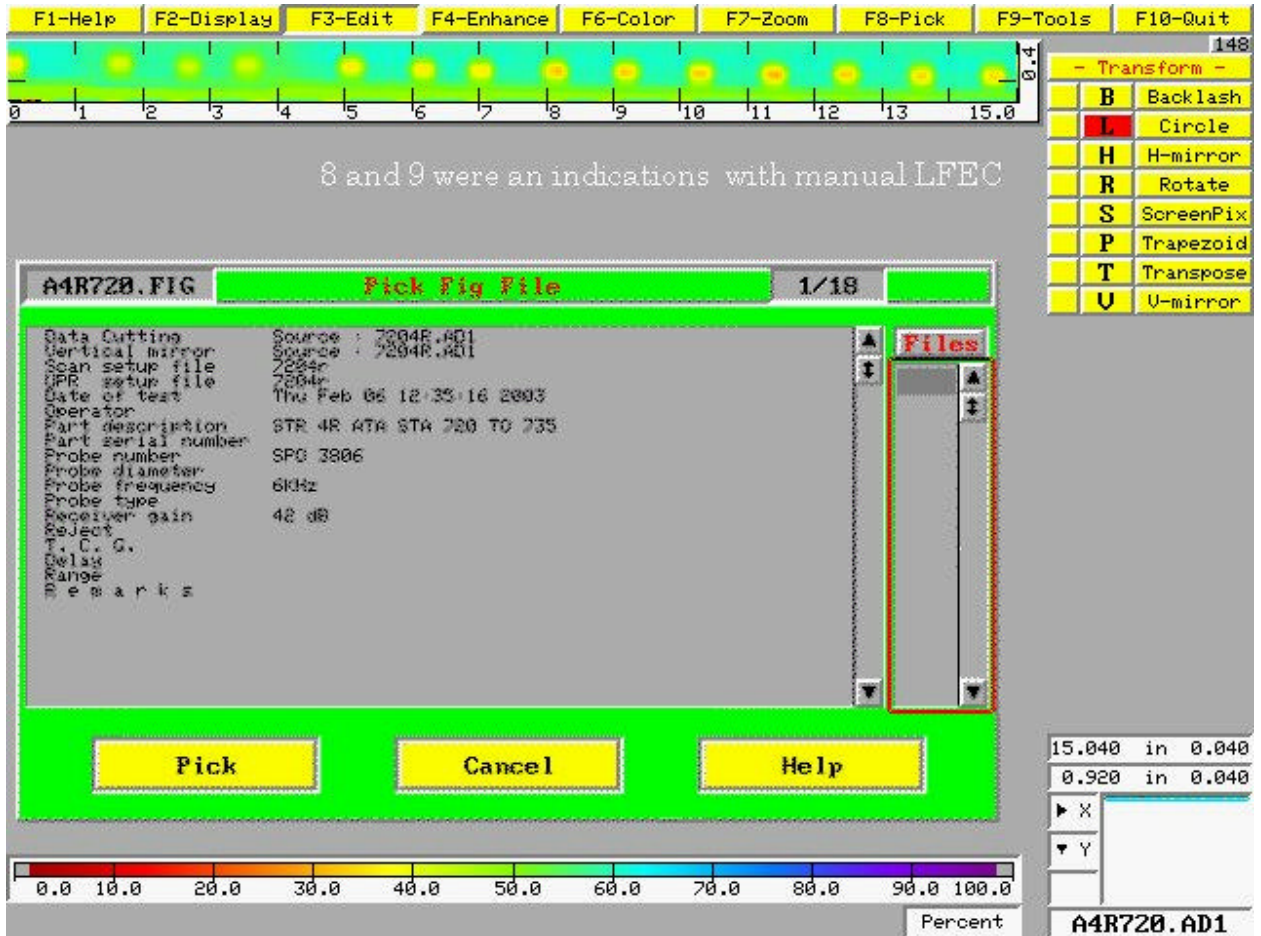 F1-Help F2-Display F3-Edit F4-Enhance F6-Color F7-Zoom F8-Pick F9-Tools F10-Quit
148
0.4
0 1 2 3 4 5 6 7 8 9 10 11 12 13 15.0
- Transform -
B Backlash
L Circle
H H-mirror
R Rotate
S ScreenPix
P Trapezoid
T Transpose
V V-mirror
8 and 9 were an indications with manual LFEC
A4R720.FIG Pick Fig File 1/18
Files
Data Cutting Source : 7204R.AD1
Vertical mirror Source : 7204R.AD1
Scan setup file 7204r
UPR setup file 7204r
Date of test Thu Feb 06 12:35:16 2003
Operator
Part description STR 4R ATA STA 720 TO 735
Part serial number
Probe number SPO 3806
Probe diameter
Probe frequency 6KHz
Probe type
Receiver gain 42 dB
Reject
T. C. G.
Delay
Range
R e m a r k s
Pick Cancel Help
15.040 in 0.040
0.920 in 0.040
X
Y
0.0 10.0 20.0 30.0 40.0 50.0 60.0 70.0 80.0 90.0 100.0
Percent
A4R720.AD1